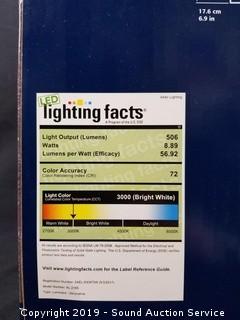 17.6 cm
6.9 in
LED
lighting facts®
A Program of the U.S. DOE
Light Output (Lumens) 506
Watts 8.89
Lumens per Watt (Efficacy) 56.92
Color Accuracy 72
Color Rendering Index (CRI)
Light Color
Correlated Color Temperature (CCT) 3000 (Bright White)
Warm White Bright White Daylight
2700K 3000K 4500K 6500K
Visit www.lightingfacts.com for the Label Reference Guide.
Copyright 2019 - Sound Auction Service